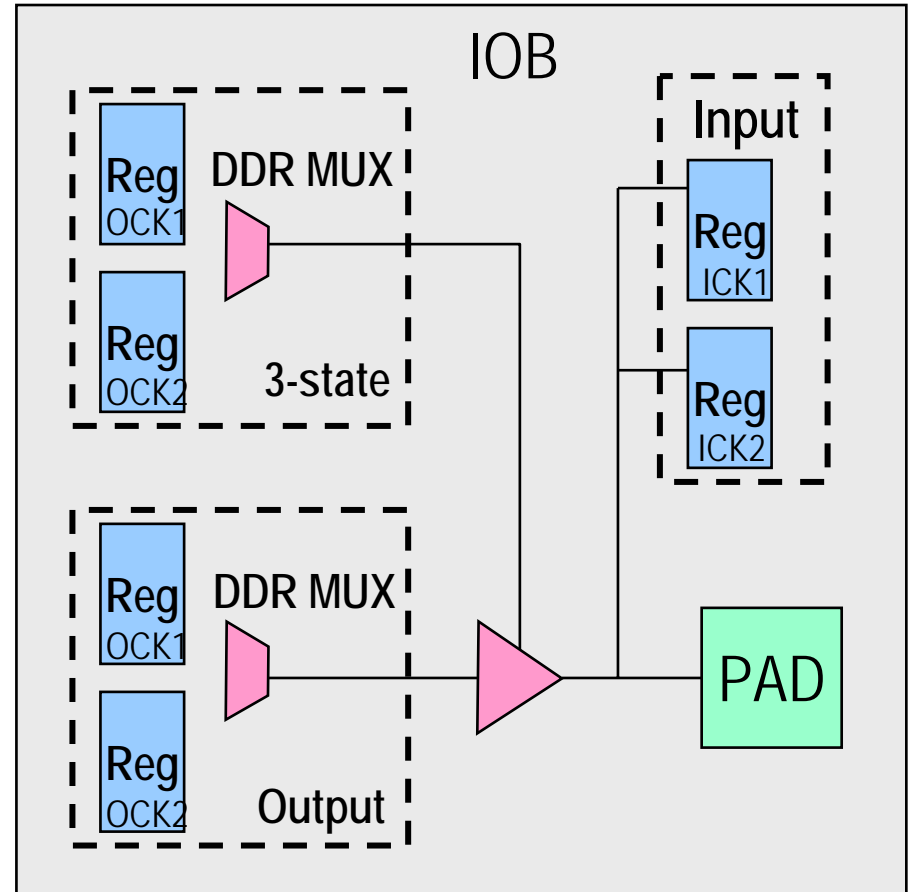 IOB
Reg
OCK1
DDR MUX
Reg
OCK2
3-state
Input
Reg
ICK1
Reg
ICK2
Reg
OCK1
DDR MUX
Reg
OCK2
Output
PAD